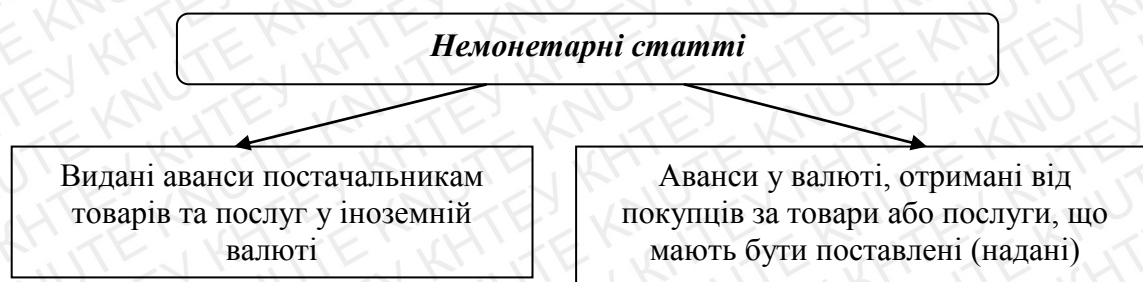 Немонетарні статті
Видані аванси постачальникам
товарів та послуг у іноземній
валюті
Аванси у валюті, отримані від
покупців за товари або послуги, що
мають бути поставлені (надані)